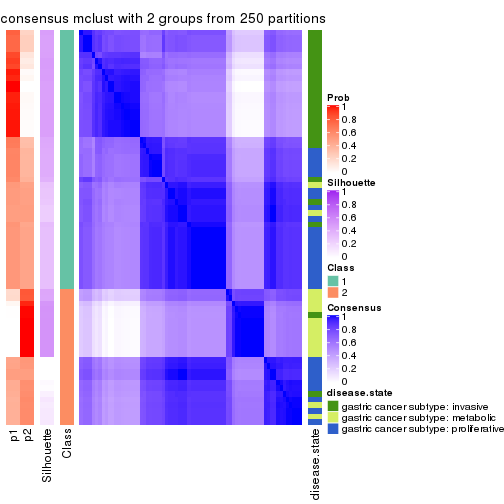 consensus mclust with 2 groups from 250 partitions
Prob
1
0.8
0.6
0.4
0.2
0
Silhouette
1
0.8
0.6
0.4
0.2
0
Class
1
2
Consensus
1
0.8
0.6
0.4
0.2
0
disease.state
gastric cancer subtype: invasive
gastric cancer subtype: metabolic
gastric cancer subtype: proliferative
p1
p2
Silhouette
Class
disease.state